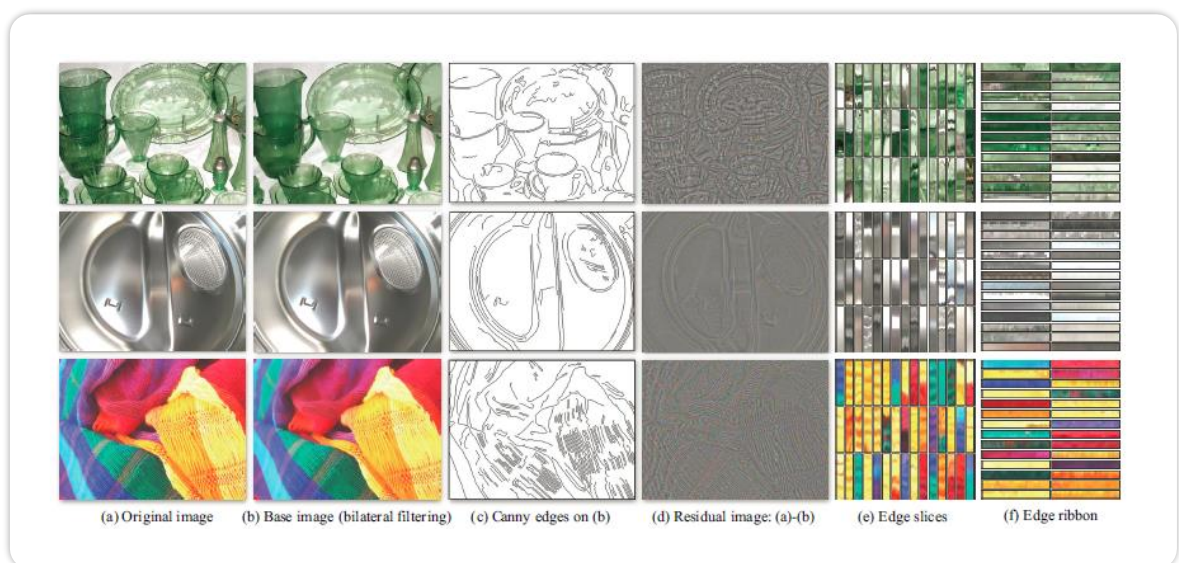 (a) Original image
(b) Base image (bilateral filtering)
(c) Canny edges on (b)
(d) Residual image: (a)-(b)
(e) Edge slices
(f) Edge ribbon